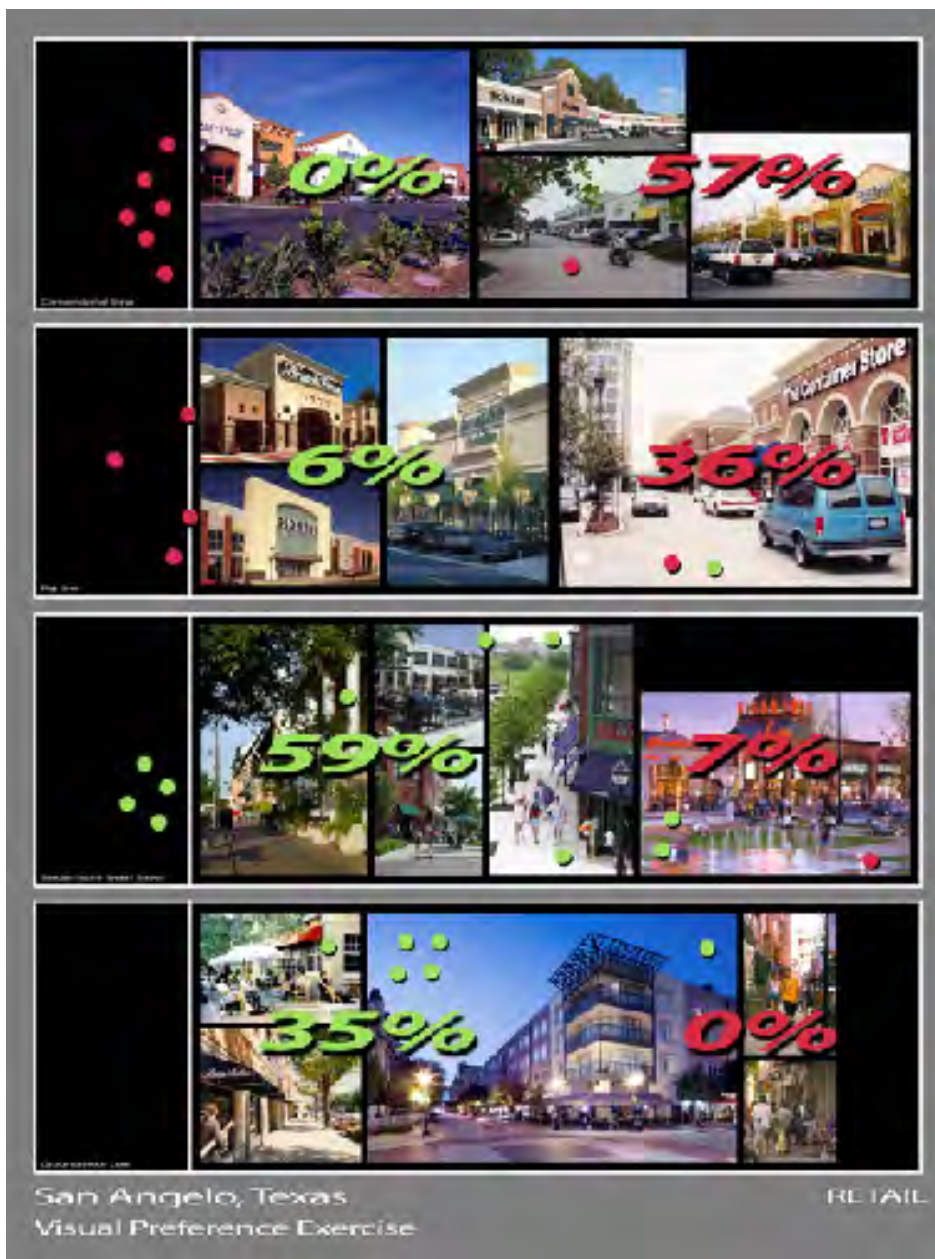 0%
57%
6%
The Container Store
36%
59%
7%
35%
0%
San Angelo, Texas
RETAIL
Visual Preference Exercise